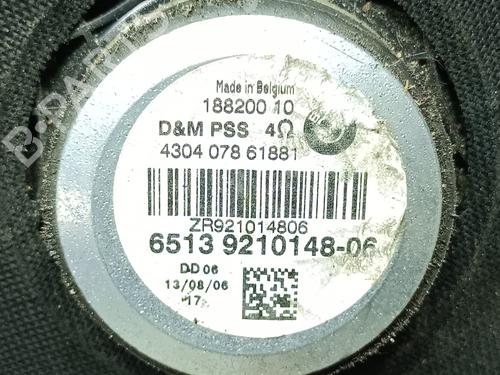 Made in Belgium
188200 10
D&M PSS 4Ω
4304 078 61881
ZR921014806
6513 9210148-06
DD 06
13/08/06
17